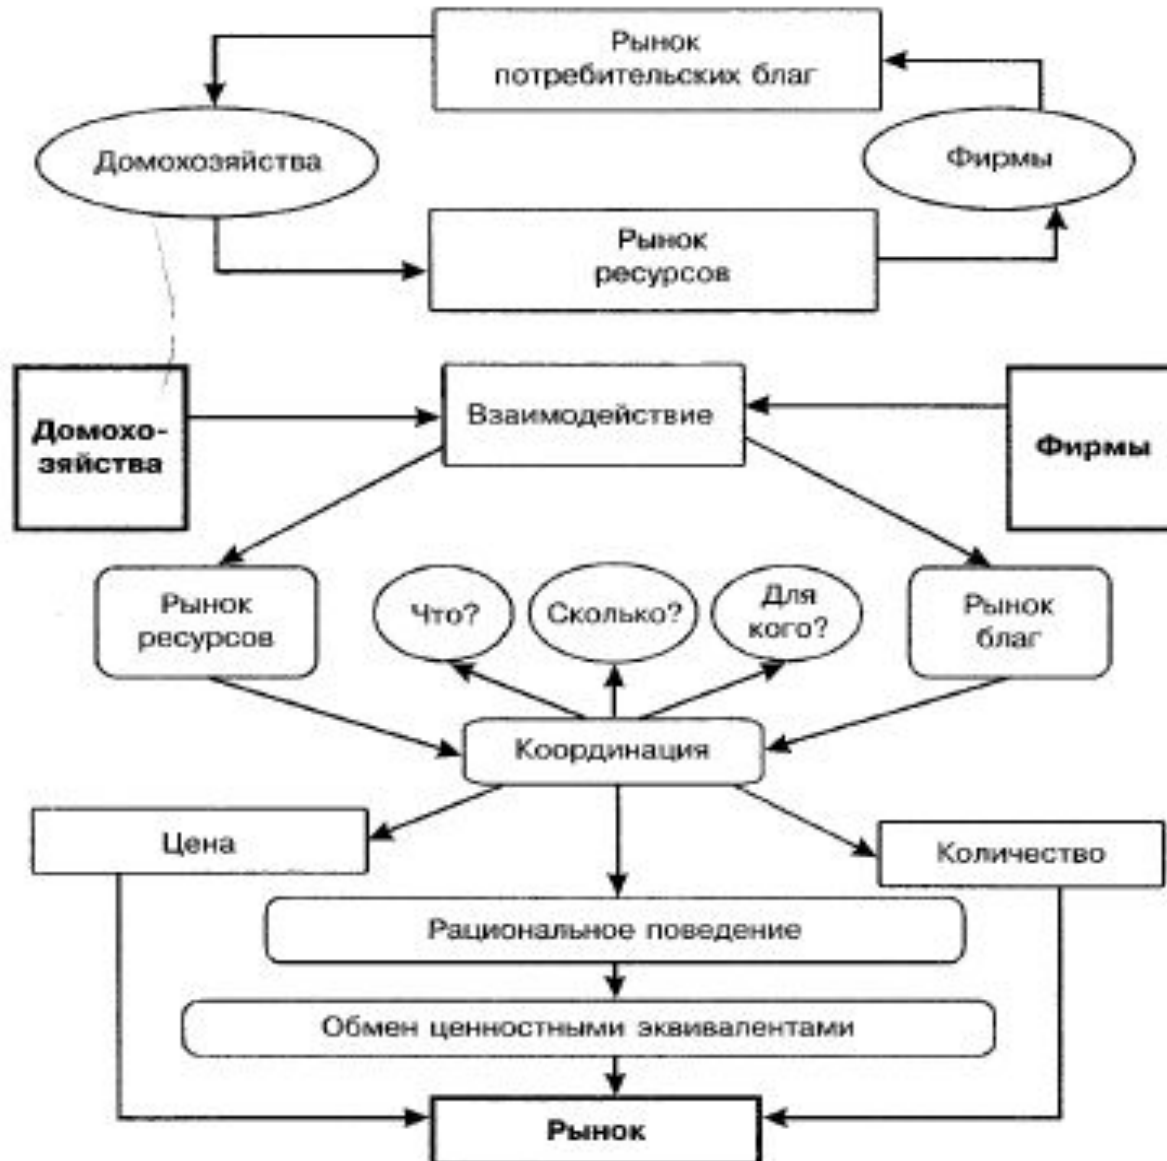 Рынок
потребительских благ
Домохозяйства
Фирмы
Рынок
ресурсов
Домохо-
зяйства
Взаимодействие
Фирмы
Рынок
ресурсов
Что?
Сколько?
Для
кого?
Рынок
благ
Координация
Цена
Количество
Рациональное поведение
Обмен ценностными эквивалентами
Рынок